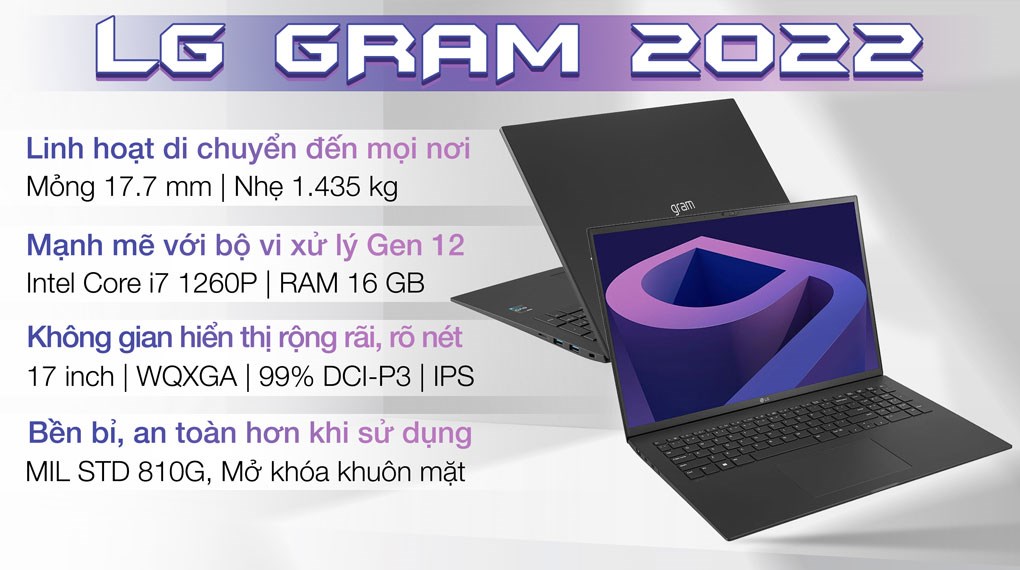 LG GRAM 2022
Linh hoạt di chuyển đến mọi nơi
Mỏng 17.7 mm | Nhẹ 1.435 kg
Mạnh mẽ với bộ vi xử lý Gen 12
Intel Core i7 1260P | RAM 16 GB
Không gian hiển thị rộng rãi, rõ nét
17 inch | WQXGA | 99% DCI-P3 | IPS
Bền bỉ, an toàn hơn khi sử dụng
MIL STD 810G, Mở khóa khuôn mặt
gram
LG